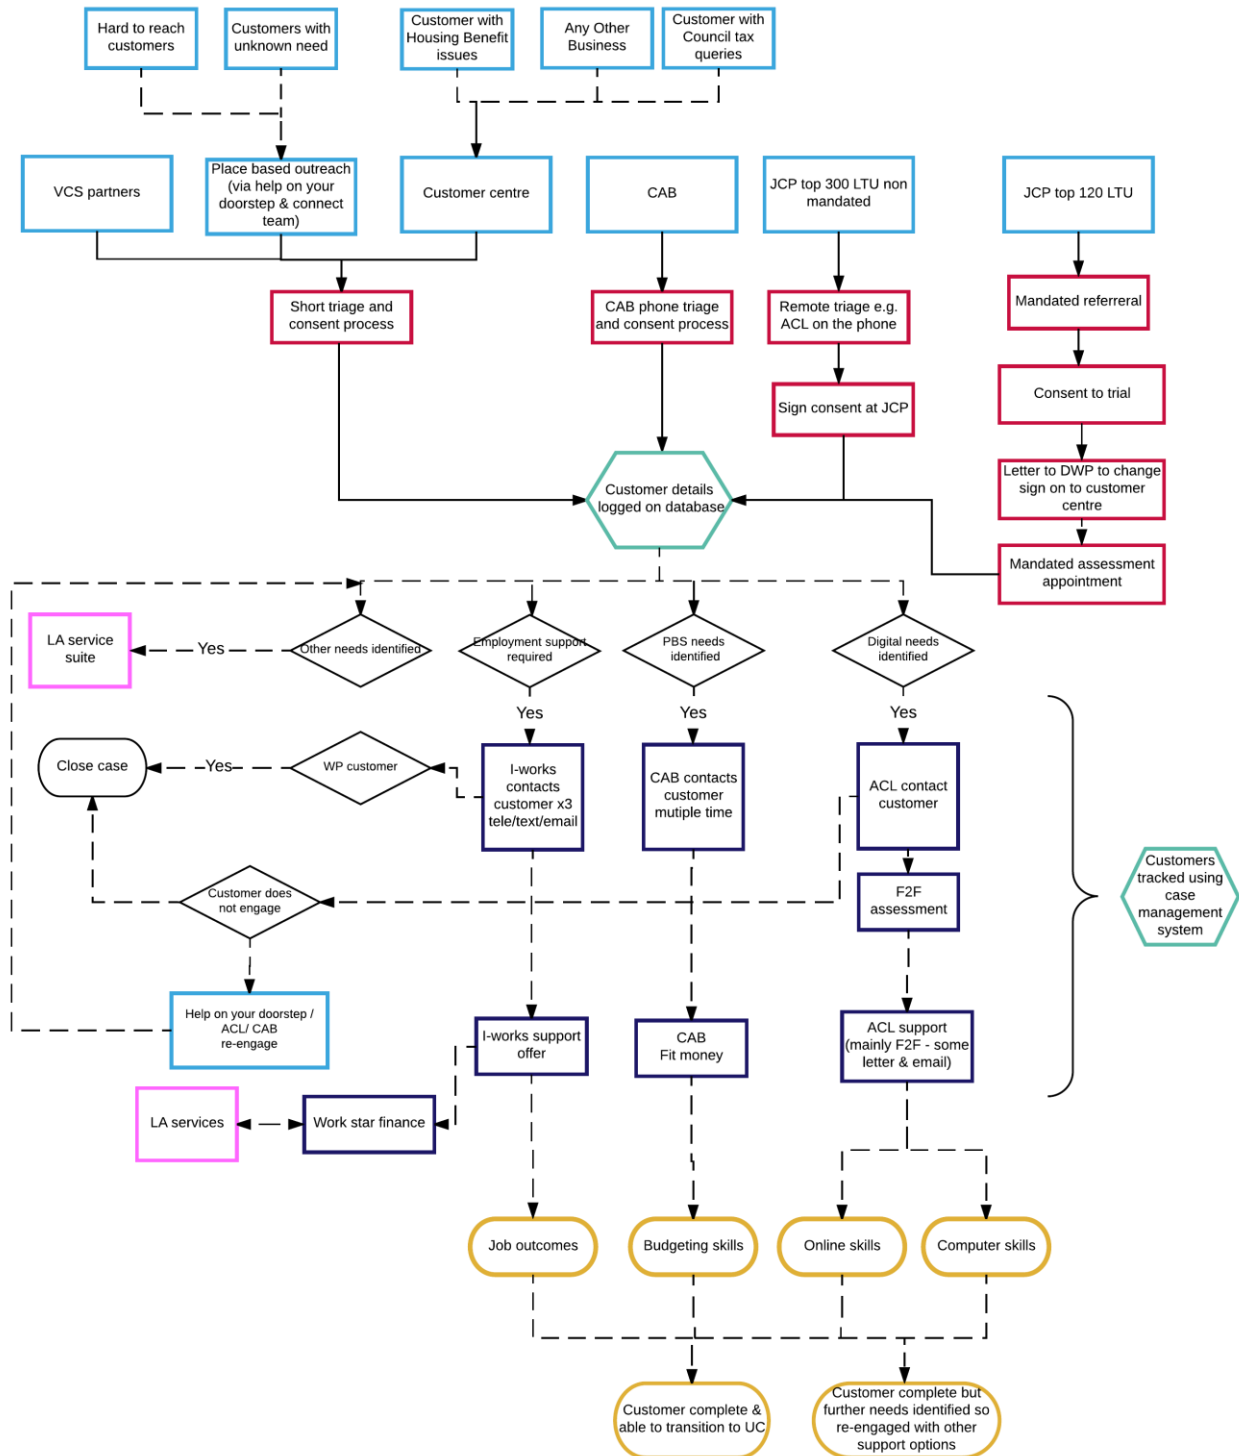 Hard to reach
customers
Customers with
unknown need
Customer with
Housing Benefit
issues
Any Other
Business
Customer with
Council tax
queries
VCS partners
Place based outreach
(via help on your
doorstep & connect
team)
Customer centre
CAB
JCP top 300 LTU non
mandated
JCP top 120 LTU
Short triage and
consent process
CAB phone triage
and consent process
Remote triage e.g.
ACL on the phone
Mandated referreral
Sign consent at JCP
Consent to trial
Customer details
logged on database
Letter to DWP to change
sign on to customer
centre
Mandated assessment
appointment
LA service
suite
Yes
Other needs identified
Employment support
required
PBS needs
identified
Digital needs
identified
Yes
Yes
Yes
Close case
Yes
WP customer
I-works
contacts
customer x3
tele/text/email
CAB contacts
customer
mutiple time
ACL contact
customer
Customer does
not engage
F2F
assessment
Customers
tracked using
case
management
system
Help on your doorstep /
ACL/ CAB
re-engage
I-works support
offer
CAB
Fit money
ACL support
(mainly F2F - some
letter & email)
LA services
Work star finance
Job outcomes
Budgeting skills
Online skills
Computer skills
Customer complete &
able to transition to UC
Customer complete but
further needs identified so
re-engaged with other
support options